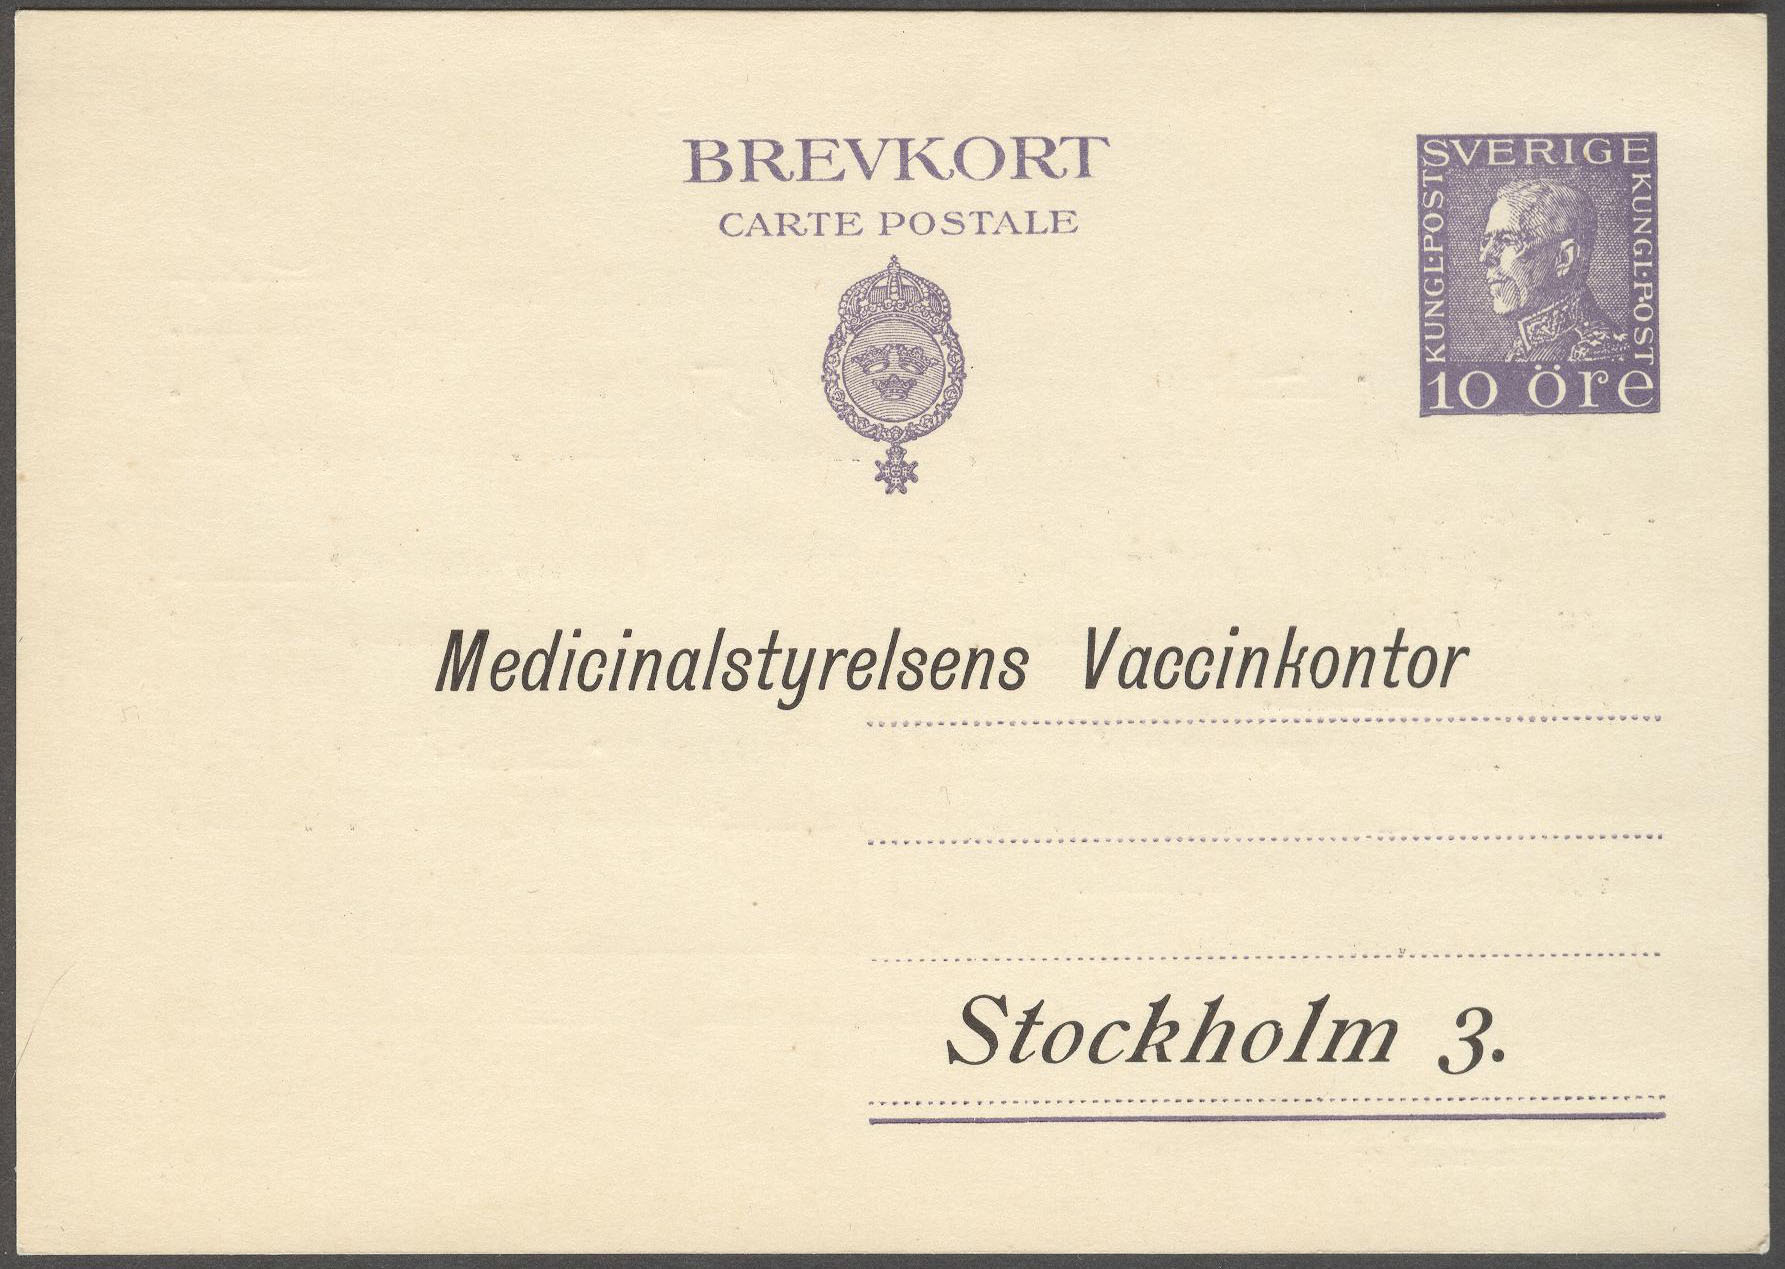 BREVKORT
CARTE POSTALE
SVERIGE
KUNGL·POST
KUNGL·POST
10 öre
Medicinalstyrelsens Vaccinkontor
Stockholm 3.